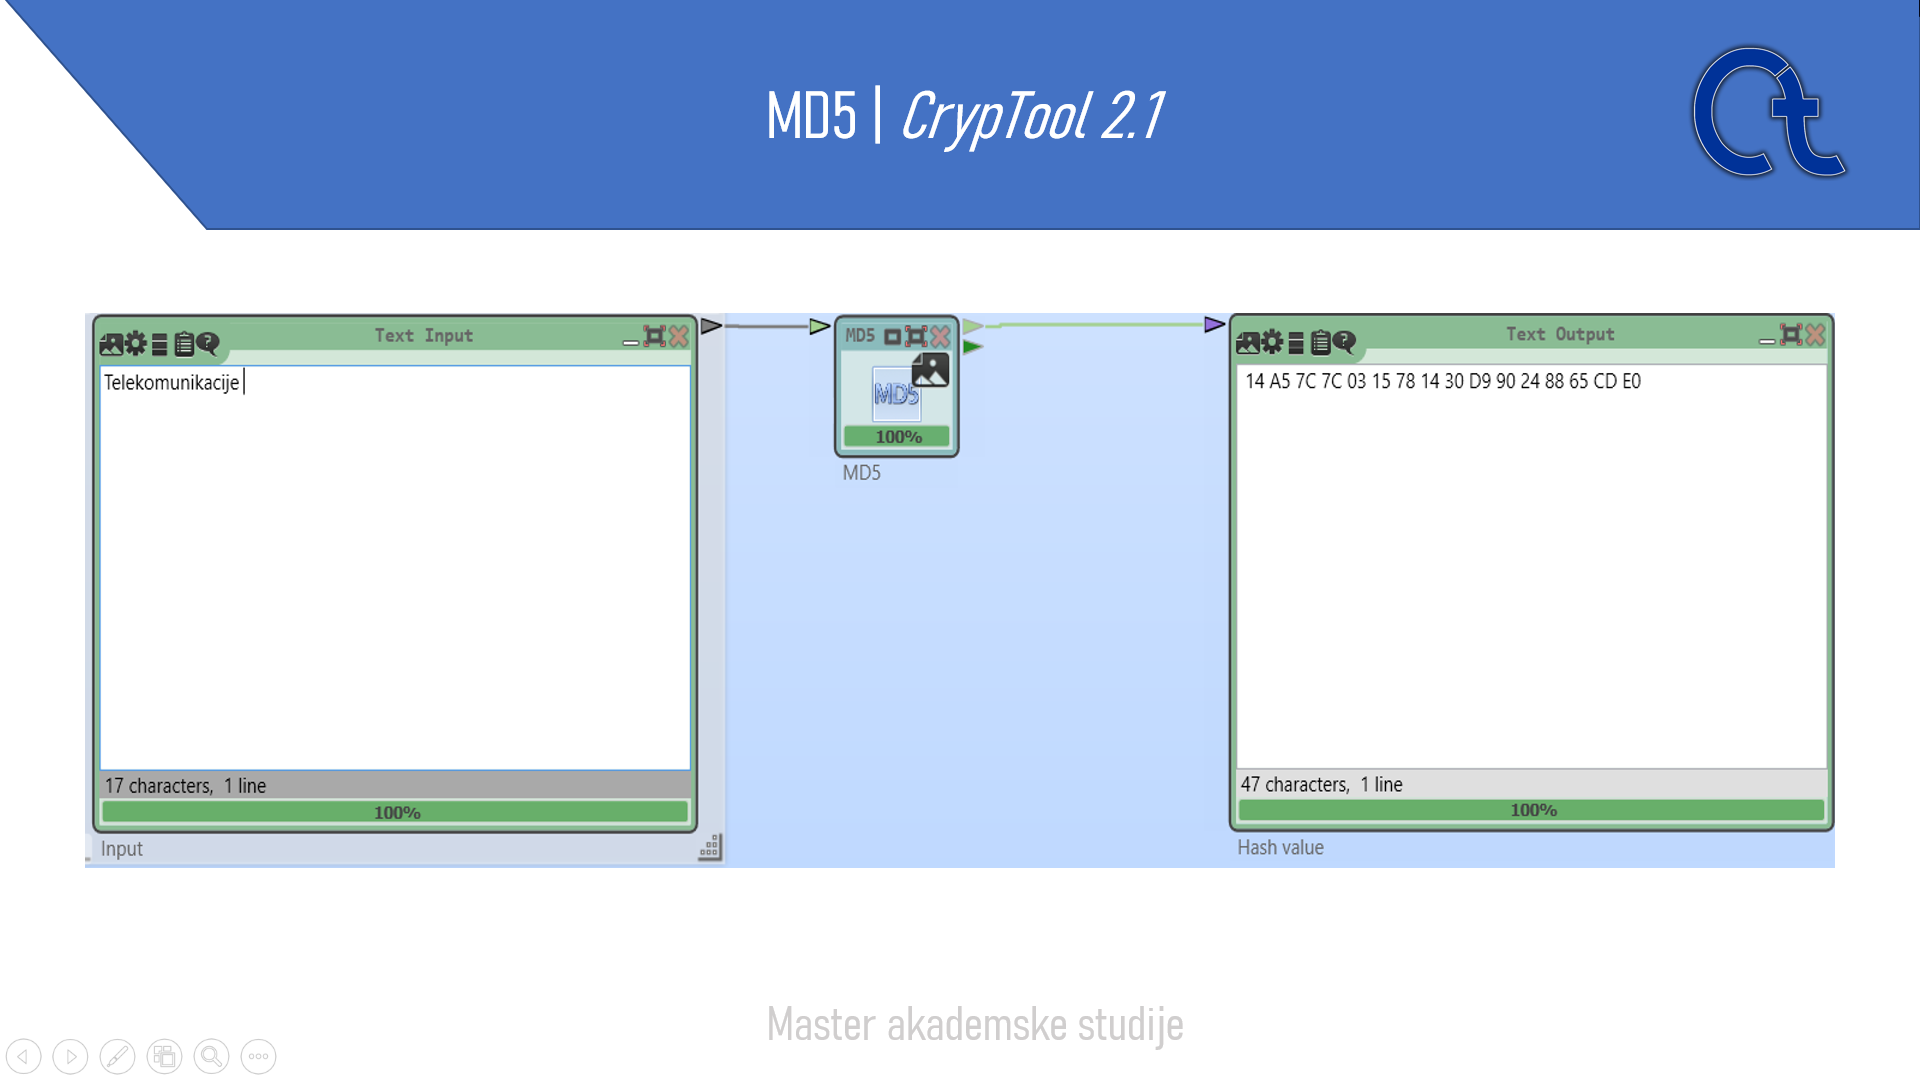 MD5 | CrypTool 2.1
Ct
Text Input
Telekomunikacije
17 characters,  1 line
100%
Input
MD5
MD5
100%
MD5
Text Output
14 A5 7C 7C 03 15 78 14 30 D9 90 24 88 65 CD E0
47 characters,  1 line
100%
Hash value
Master akademske studije